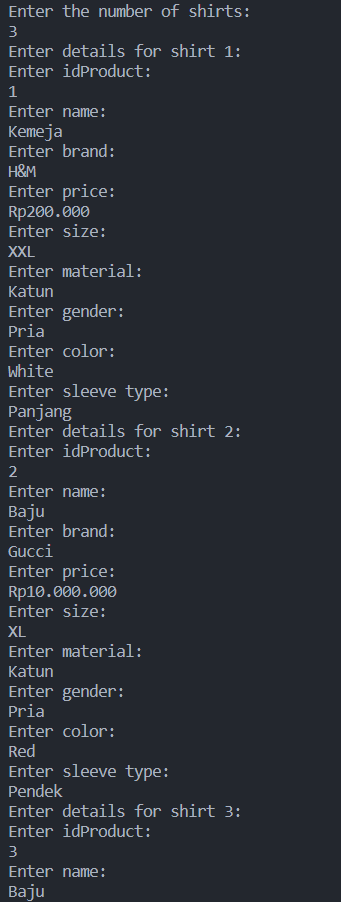 Enter the number of shirts:
3
Enter details for shirt 1:
Enter idProduct:
1
Enter name:
Kemeja
Enter brand:
H&M
Enter price:
Rp200.000
Enter size:
XXL
Enter material:
Katun
Enter gender:
Pria
Enter color:
White
Enter sleeve type:
Panjang
Enter details for shirt 2:
Enter idProduct:
2
Enter name:
Baju
Enter brand:
Gucci
Enter price:
Rp10.000.000
Enter size:
XL
Enter material:
Katun
Enter gender:
Pria
Enter color:
Red
Enter sleeve type:
Pendek
Enter details for shirt 3:
Enter idProduct:
3
Enter name:
Baju